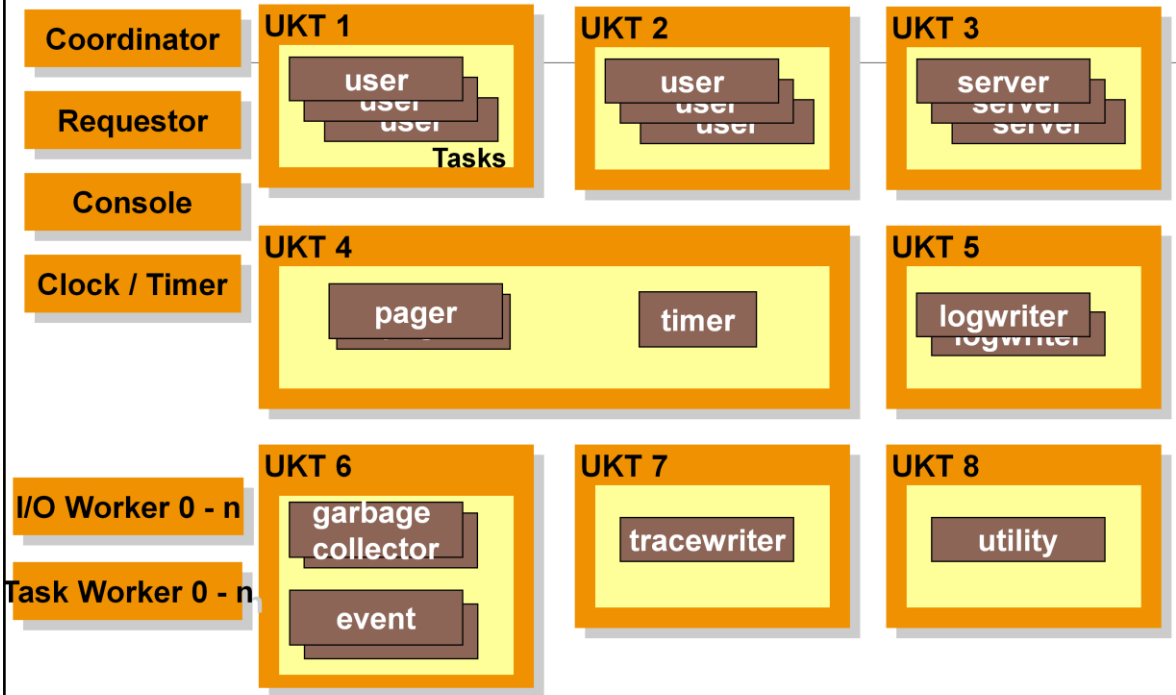 Coordinator
Requestor
Console
Clock / Timer
I/O Worker 0 - n
Task Worker 0 - n
UKT 1
user
user
user
Tasks
UKT 2
user
user
user
UKT 3
server
server
server
UKT 4
pager
timer
UKT 5
logwriter
logwriter
UKT 6
garbage
collector
event
UKT 7
tracewriter
UKT 8
utility